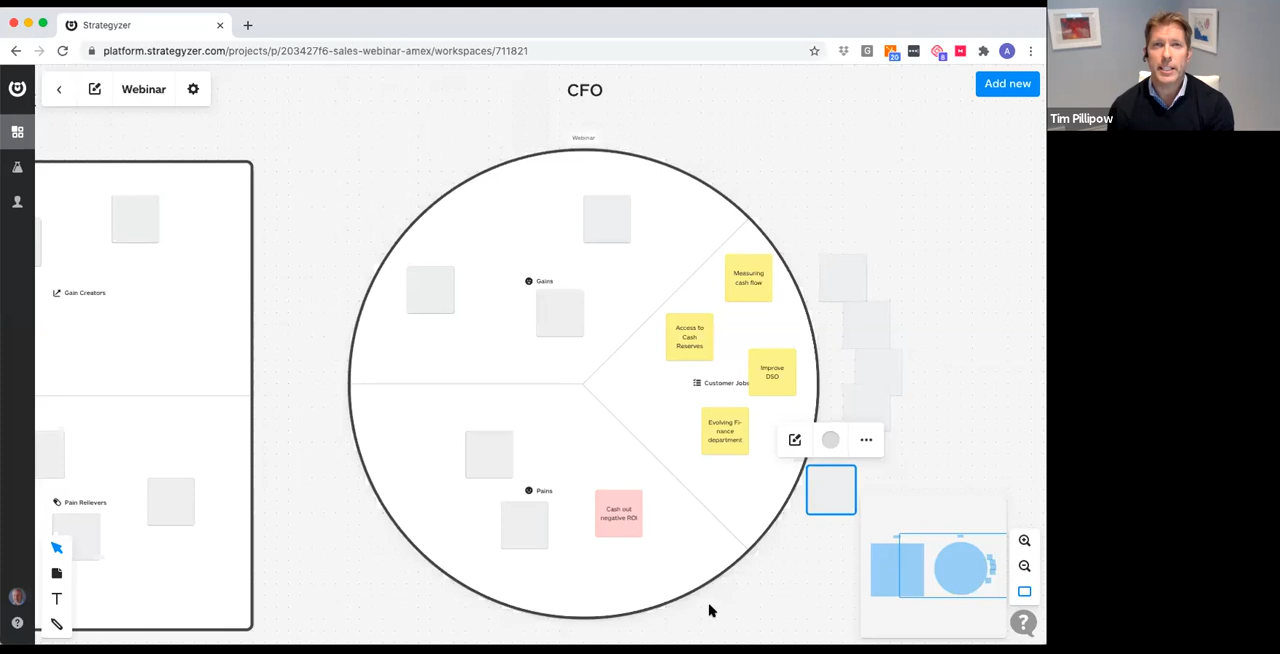 Strategyzer
platform.strategyzer.com/projects/p/203427f6-sales-webinar-amex/workspaces/711821
G
20
8
A
Webinar
CFO
Add new
Tim Pillipow
Webinar
Gains
Gain Creators
Measuring
cash flow
Access to
Cash
Reserves
Improve
DSO
Customer Jobs
Evolving Fi-
nance
department
Pains
Pain Relievers
Cash out
negative ROI
T
?
?